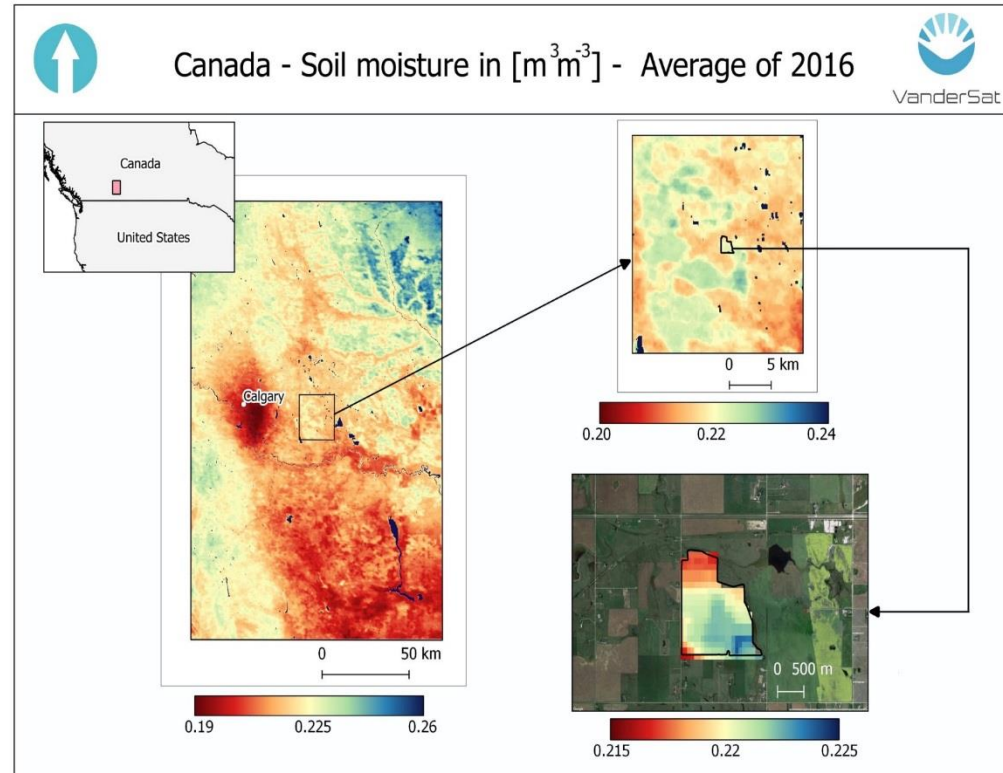 Canada - Soil moisture in [m³m⁻³] - Average of 2016
VanderSat
Canada
United States
Calgary
0 50 km
0.19 0.225 0.26
0 5 km
0.20 0.22 0.24
0 500 m
0.215 0.22 0.225